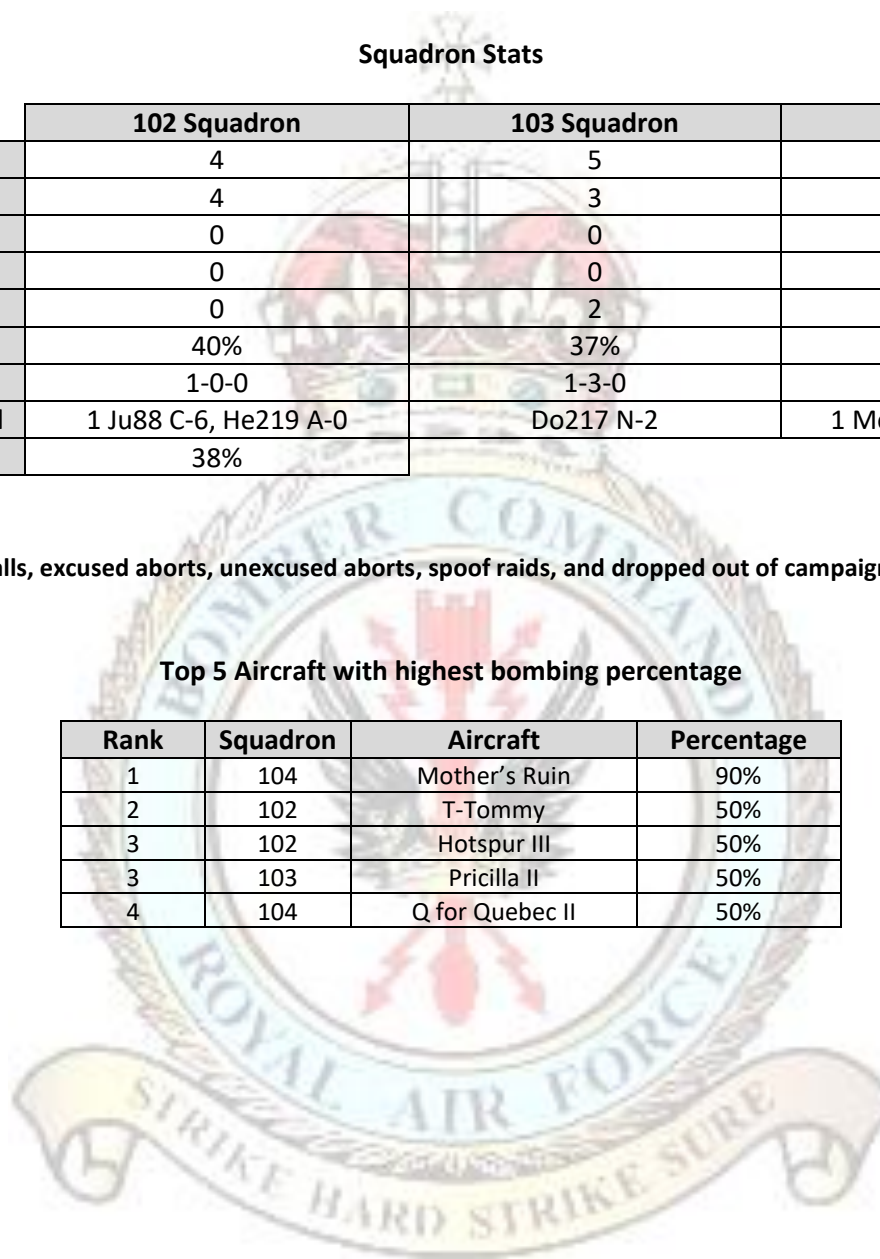 Squadron Stats
102 Squadron 103 Squadron
4 5
4 3
0 0
0 0
0 2
40% 37%
1-0-0 1-3-0
1 Ju88 C-6, He219 A-0 Do217 N-2 1
38%
excused aborts, unexcused aborts, spoof raids, and dropped out of
Top 5 Aircraft with highest bombing percentage
Rank Squadron Aircraft Percentage
1 104 Mother's Ruin 90%
2 102 T-Tommy 50%
3 102 Hotspur III 50%
3 103 Pricilla II 50%
4 104 Q for Quebec II 50%
BOMBER COMMAND
ROYAL AIR FORCE
STRIKE HARD STRIKE SURE